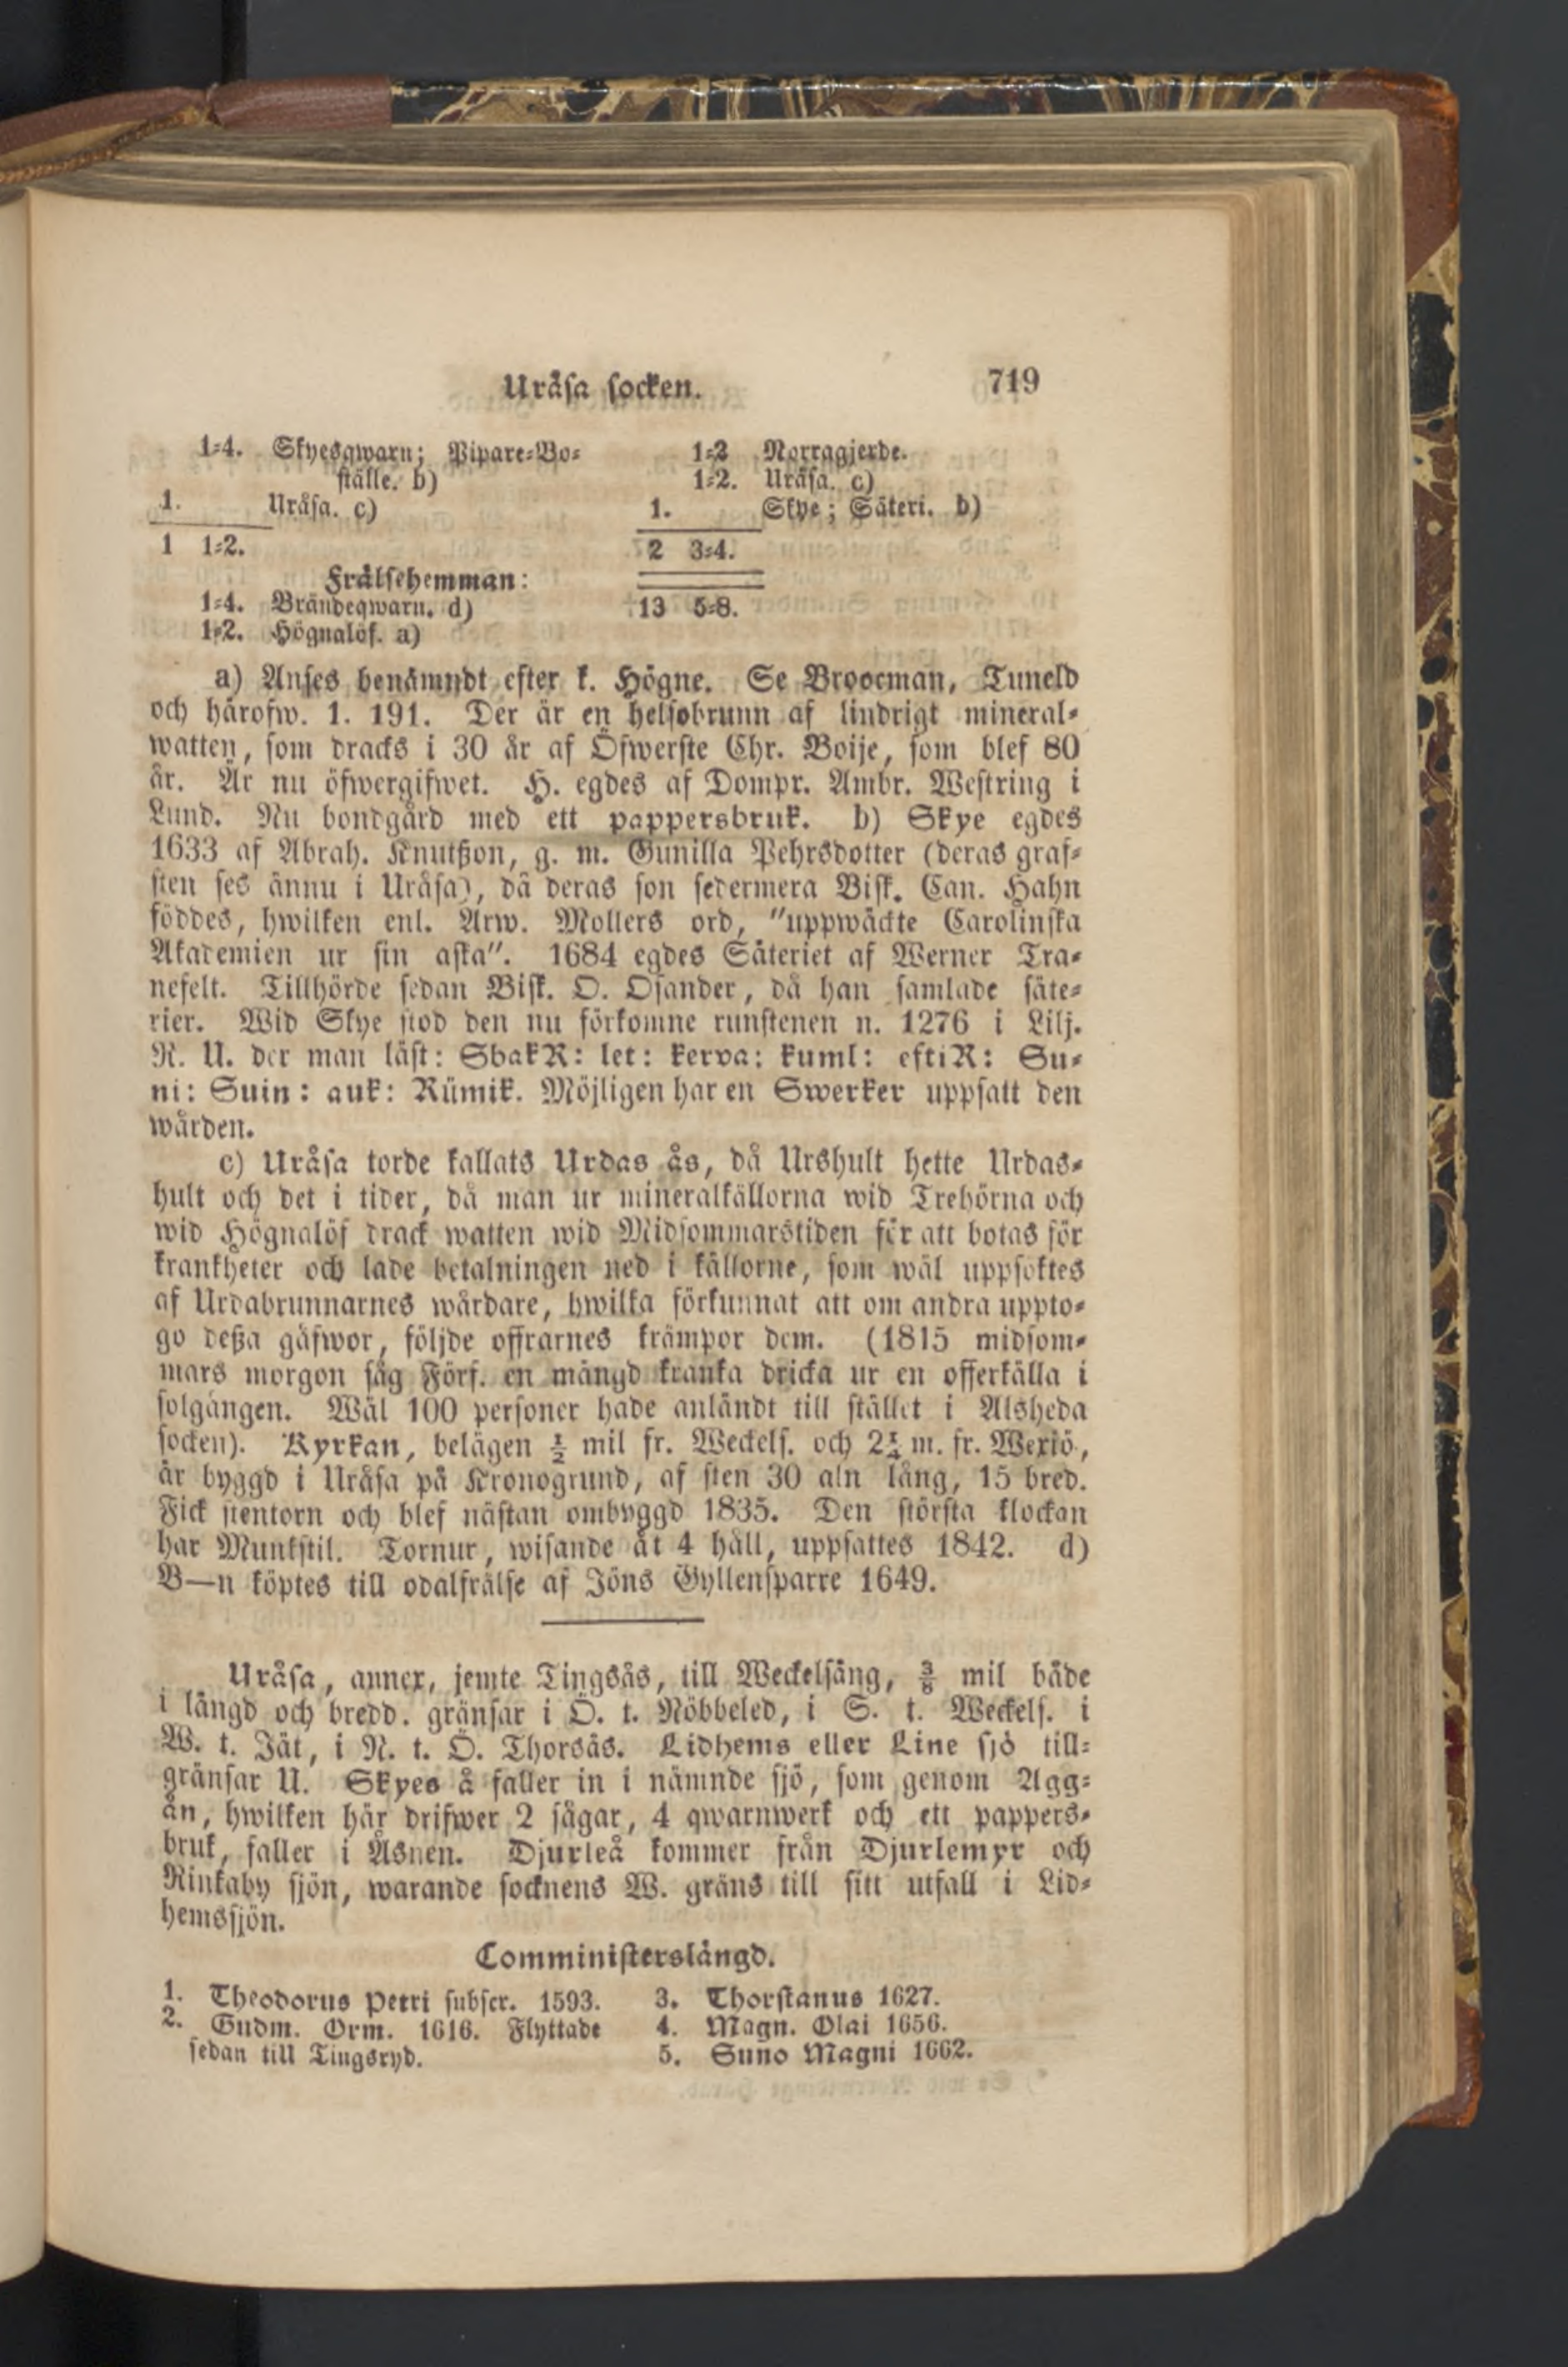 Uråsa socken. 719
1-4. Skyesqwarn; Pipare-Bo-
ställe. b)
1. Uråsa. c)
1 1-2.
Frälsehemman:
1-4. Brändeqwarn. d)
1-2. Högnalöf. a)
1-2 Norragjerde.
1-2. Uråsa. c)
1. Skye; Säteri. b)
2 3-4.
13 5-8.
a) Anses benämndt efter k. Högne. Se Broocman, Tuneld
och härofw. 1. 191. Der är en helsobrunn af lindrigt mineral-
watten, som dracks i 30 år af Öfwerste Chr. Boije, som blef 80
år. Är nu öfwergifwet. H. egdes af Dompr. Ambr. Westring i
Lund. Nu bondgård med ett pappersbruk. b) Skye egdes
1633 af Abrah. Knutßon, g. m. Gunilla Pehrsdotter (deras graf-
sten ses ännu i Uråsa), då deras son sedermera Bisk. Can. Hahn
föddes, hwilken enl. Arw. Mollers ord, "uppwäckte Carolinska
Akademien ur sin aska". 1684 egdes Säteriet af Werner Tra-
nefelt. Tillhörde sedan Bisk. O. Osander, då han samlade säte-
rier. Wid Skye stod den nu förkomne runstenen n. 1276 i Lilj.
R. U. der man läst: SbakR: let: kerva: kuml: eftiR: Su-
ni: Suin: auk: Rümik. Möjligen har en Swerker uppsatt den
wården.
c) Uråsa torde kallats Urdas ås, då Urshult hette Urdas-
hult och det i tider, då man ur mineralkällorna wid Trehörna och
wid Högnalöf drack watten wid Midsommarstiden för att botas för
krankheter och lade betalningen ned i källorne, som wäl uppsöktes
af Urdabrunnarnes wårdare, hwilka förkunnat att om andra uppto-
go deßa gåfwor, följde offrarnes krämpor dem. (1815 midsom-
mars morgon såg Förf. en mängd kranka dricka ur en offerkälla i
solgången. Wäl 100 personer hade anländt till stället i Alsheda
socken). Kyrkan, belägen ½ mil fr. Weckels. och 2¼ m. fr. Wexiö,
är byggd i Uråsa på Kronogrund, af sten 30 aln lång, 15 bred.
Fick stentorn och blef nästan ombyggd 1835. Den största klockan
har Munkstil. Tornur, wisande åt 4 håll, uppsattes 1842. d)
B—n köptes till odalfrälse af Jöns Gyllensparre 1649.
Uråsa, annex, jemte Tingsås, till Weckelsäng, ⅜ mil både
i längd och bredd. gränsar i Ö. t. Nöbbeled, i S. t. Weckels. i
W. t. Jät, i N. t. Ö. Thorsås. Lidhems eller Line sjö till-
gränsar U. Skyes å faller in i nämnde sjö, som genom Agg-
ån, hwilken här drifwer 2 sågar, 4 qwarnwerk och ett pappers-
bruk, faller i Åsnen. Djurleå kommer från Djurlemyr och
Rinkaby sjön, warande socknens W. gräns till sitt utfall i Lid-
hemssjön.
Comministerslängd.
1. Theodorus Petri subscr. 1593.
2. Gudm. Orm. 1616. Flyttade
sedan till Tingsryd.
3. Thorstanus 1627.
4. Magn. Olai 1656.
5. Suno Magni 1662.